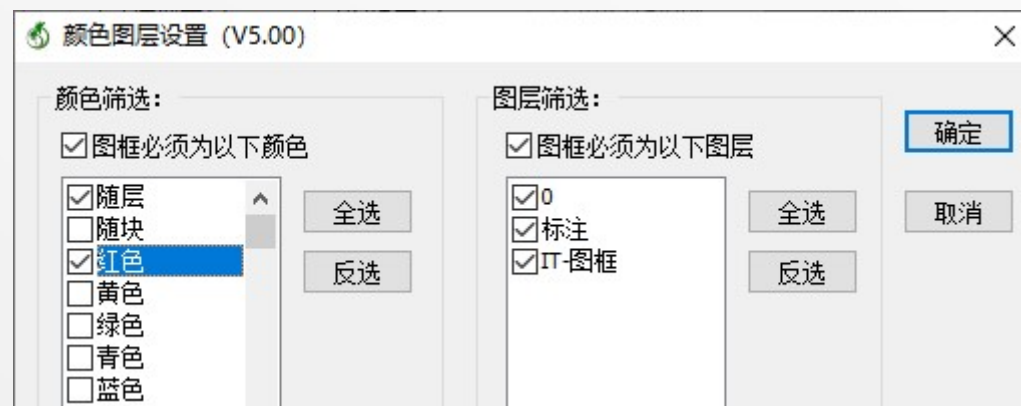 颜色图层设置 (V5.00)
颜色筛选:
图框必须为以下颜色
随层
随块
红色
黄色
绿色
青色
蓝色
全选
反选
图层筛选:
图框必须为以下图层
0
标注
IT-图框
全选
反选
确定
取消